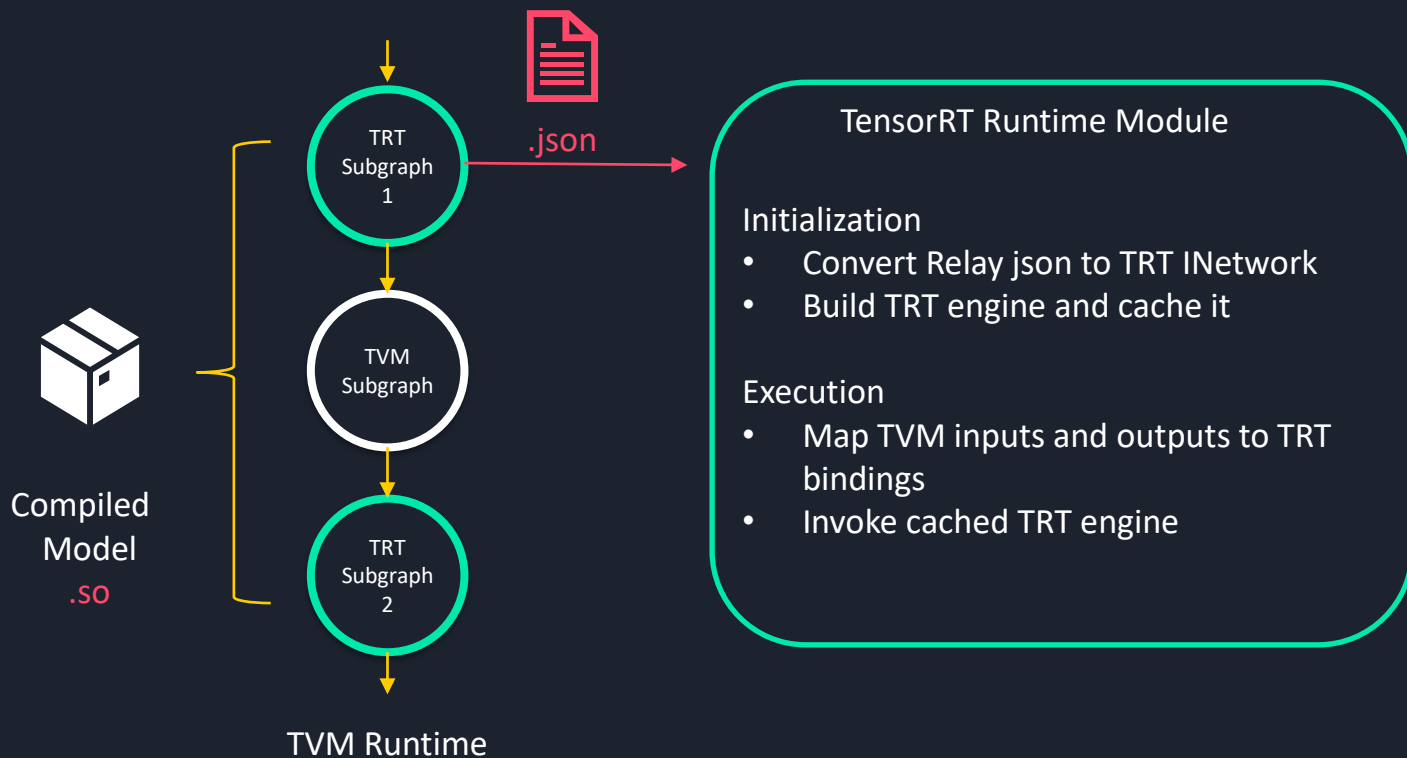 TRT
Subgraph
1
.json
TensorRT Runtime Module
Initialization
• Convert Relay json to TRT INetwork
• Build TRT engine and cache it
TVM
Subgraph
Execution
• Map TVM inputs and outputs to TRT
bindings
• Invoke cached TRT engine
Compiled
Model
.so
TRT
Subgraph
2
TVM Runtime